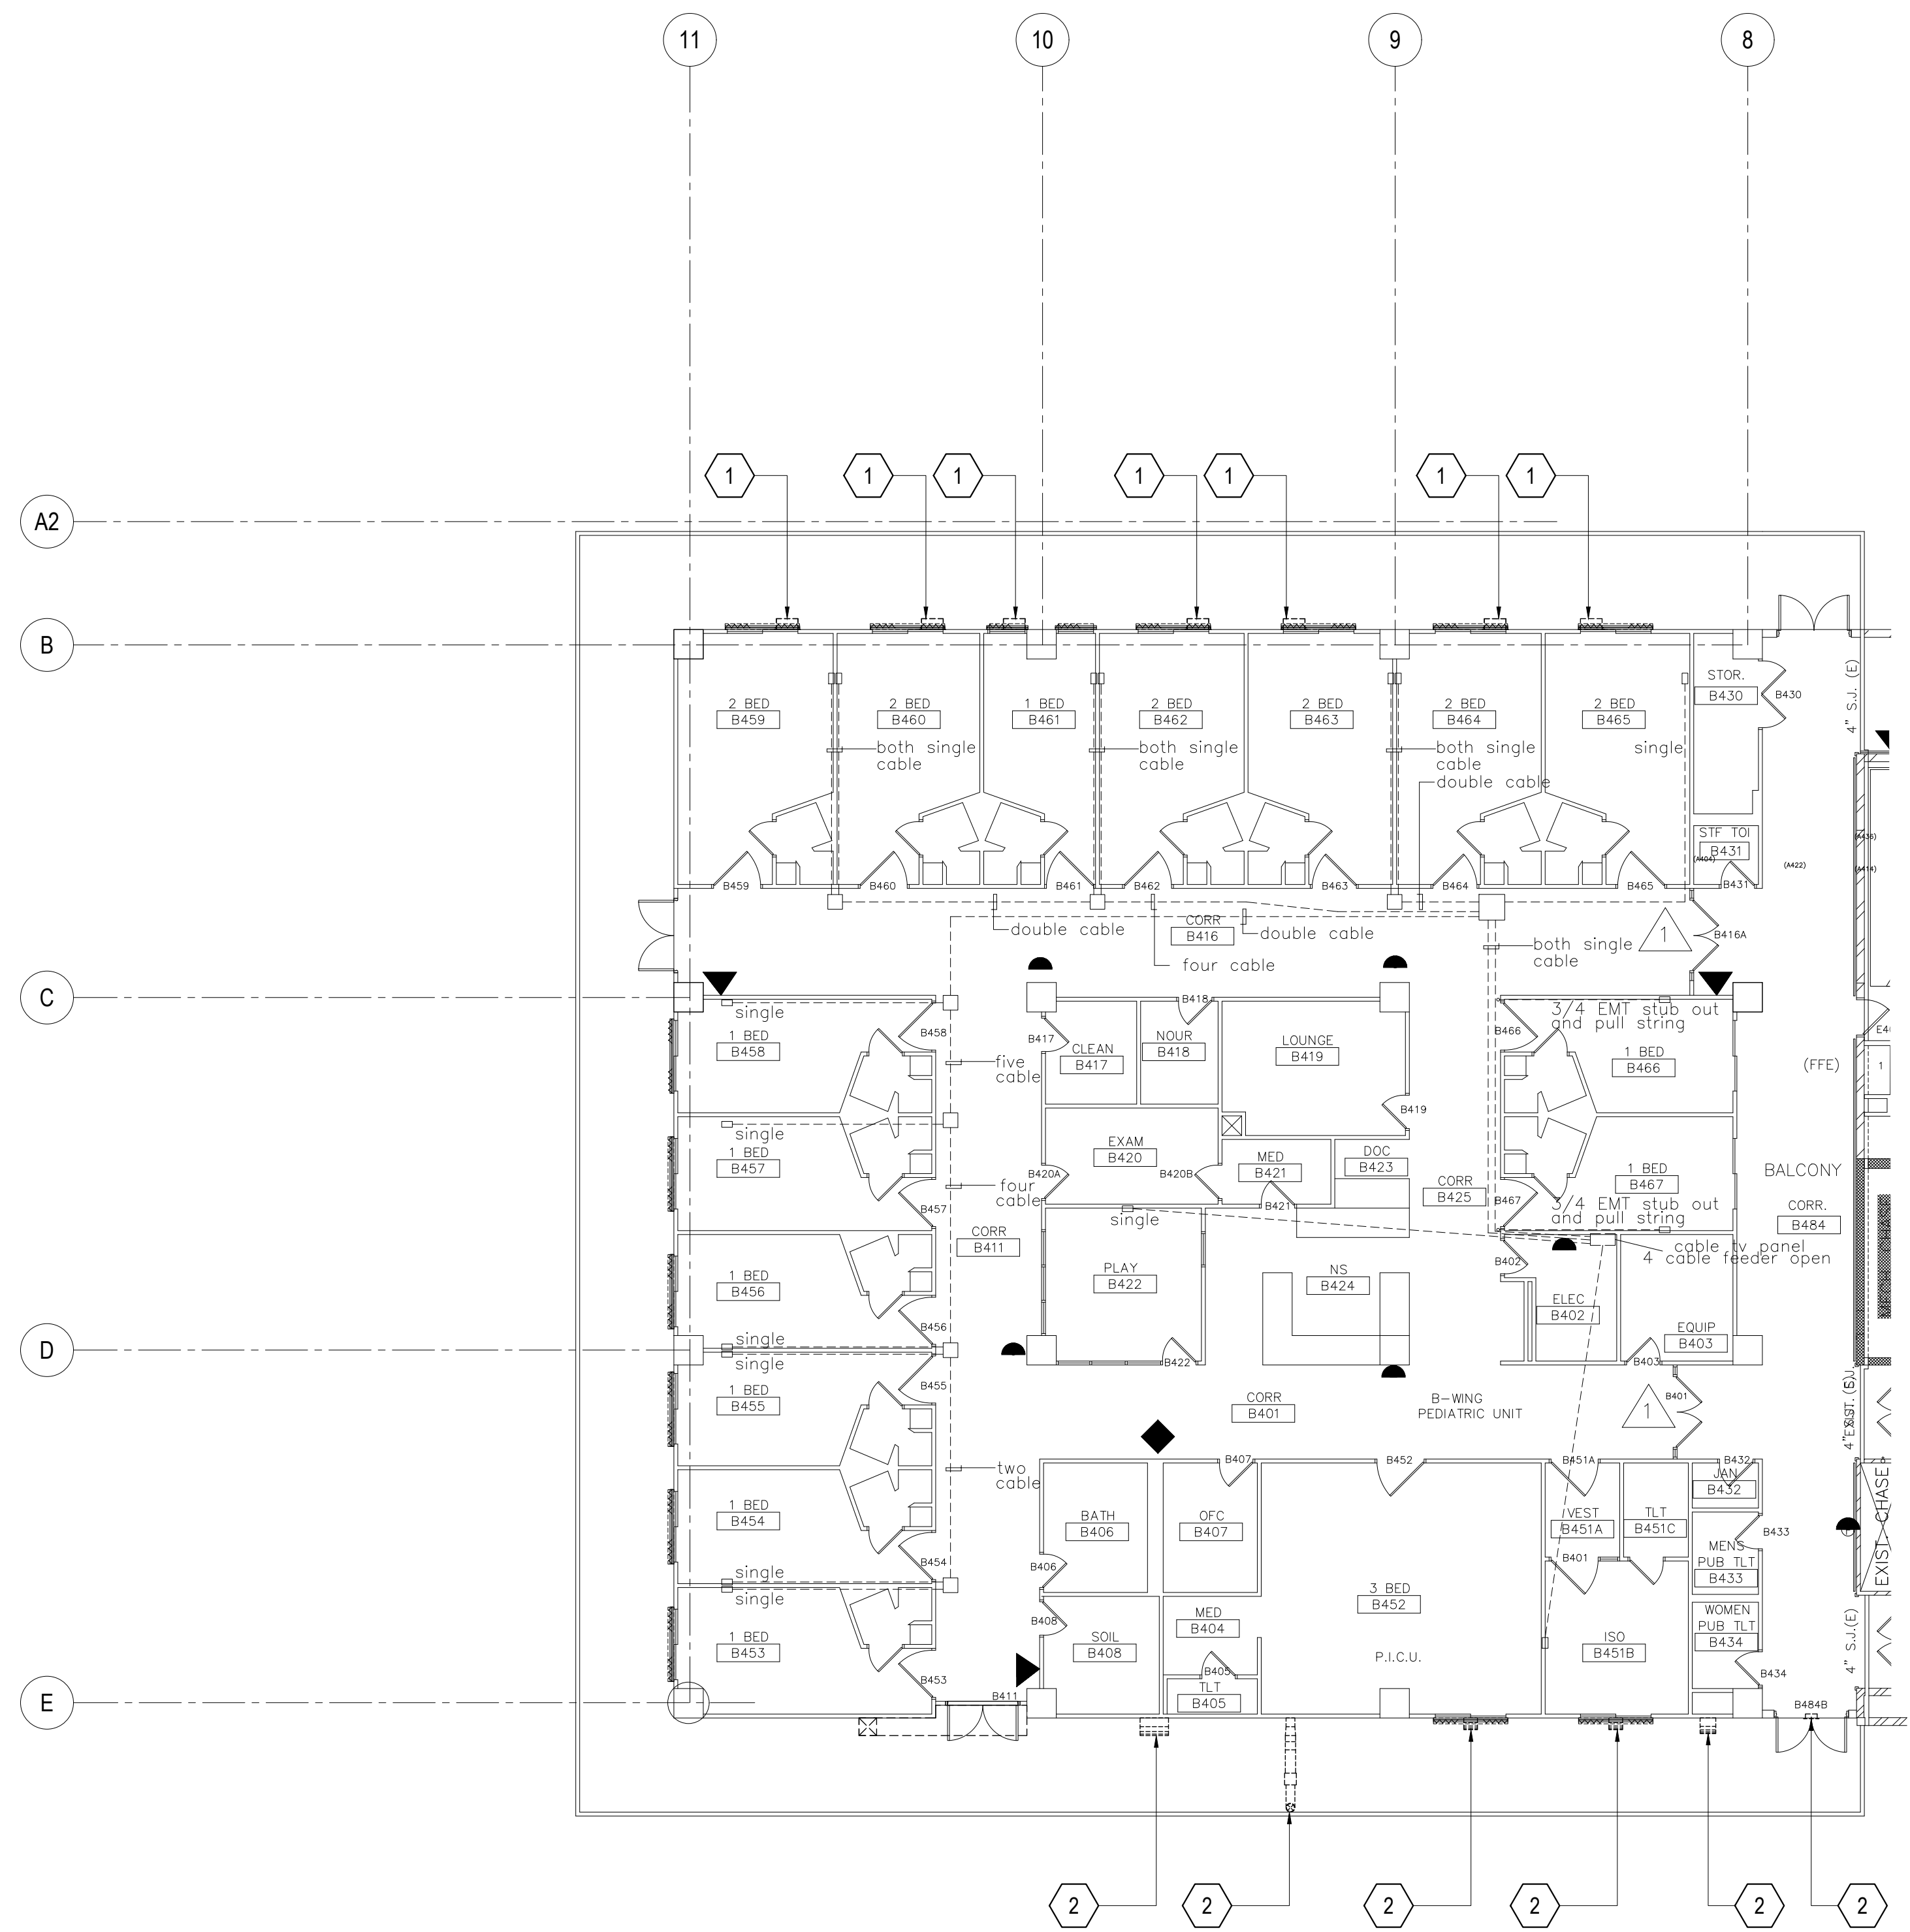 11
10
9
8
1
1
1
1
1
1
1
A2
B
C
D
E
2 BED
B459
2 BED
B460
1 BED
B461
2 BED
B462
2 BED
B463
2 BED
B464
2 BED
B465
STOR.
B430
B430
4" S.J. (E)
both single
cable
both single
cable
both single
cable
double cable
single
STF TOI
B431
(A404)
(A422)
(A436)
(A414)
B459
B460
B461
B462
B463
B464
B465
B431
double cable
CORR
B416
double cable
four cable
both single
cable
1
B416A
single
1 BED
B458
B458
five
cable
B417
CLEAN
B417
B418
NOUR
B418
LOUNGE
B419
B419
B466
3/4 EMT stub out
and pull string
1 BED
B466
(FFE)
1
single
1 BED
B457
B457
four
cable
CORR
B411
B420A
EXAM
B420
B420B
MED
B421
B421
DOC
B423
CORR
B425
B467
1 BED
B467
3/4 EMT stub out
and pull string
BALCONY
CORR.
B484
MECH CHASE
single
cable tv panel
4 cable feeder open
1 BED
B456
B456
single
PLAY
B422
B422
NS
B424
B402
ELEC
B402
EQUIP
B403
B403
single
1 BED
B455
B455
CORR
B401
B-WING
PEDIATRIC UNIT
1
B401
two
cable
1 BED
B454
B454
single
single
1 BED
B453
B453
B411
BATH
B406
B406
B407
OFC
B407
B452
3 BED
B452
P.I.C.U.
B451A
VEST
B451A
TLT
B451C
B401
ISO
B451B
B432
JAN
B432
B433
MENS
PUB TLT
B433
WOMEN
PUB TLT
B434
B434
B408
SOIL
B408
MED
B404
B405
TLT
B405
EXIST. CHASE
4" S.J.(E)
B484B
2
2
2
2
2
2